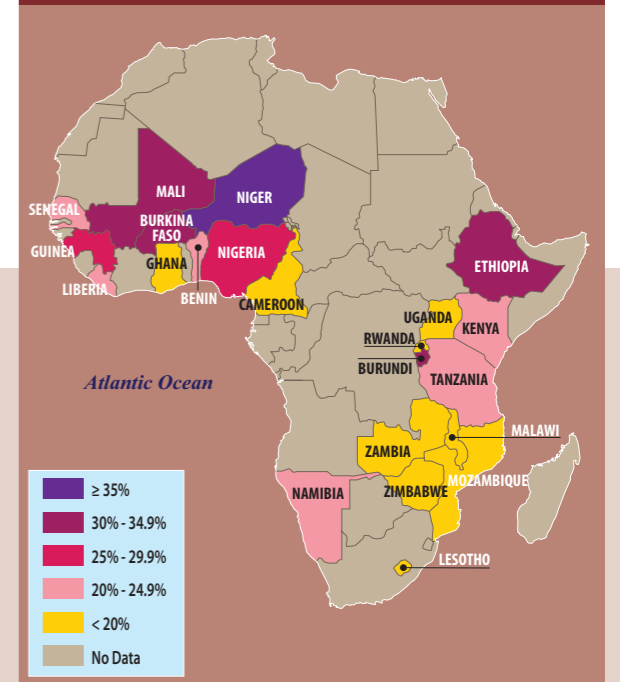 MALI
NIGER
SENEGAL
BURKINA
FASO
GUINEA
GHANA
NIGERIA
ETHIOPIA
LIBERIA
BENIN
CAMEROON
UGANDA
KENYA
RWANDA
BURUNDI
Atlantic Ocean
TANZANIA
MALAWI
ZAMBIA
MOZAMBIQUE
NAMIBIA
ZIMBABWE
LESOTHO
≥ 35%
30% - 34.9%
25% - 29.9%
20% - 24.9%
< 20%
No Data